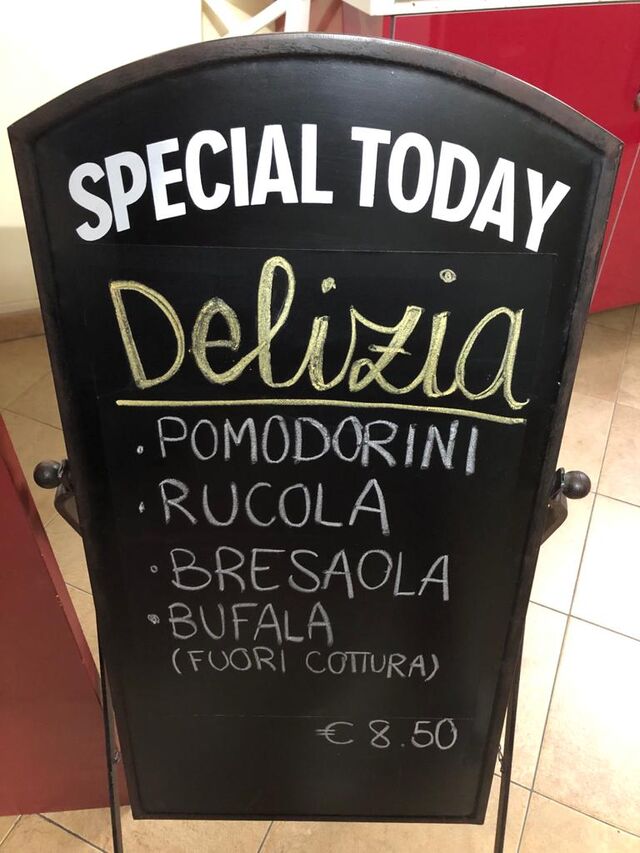 SPECIAL TODAY
Delizia
• POMODORINI
• RUCOLA
• BRESAOLA
• BUFALA
(FUORI COTTURA)
€ 8.50